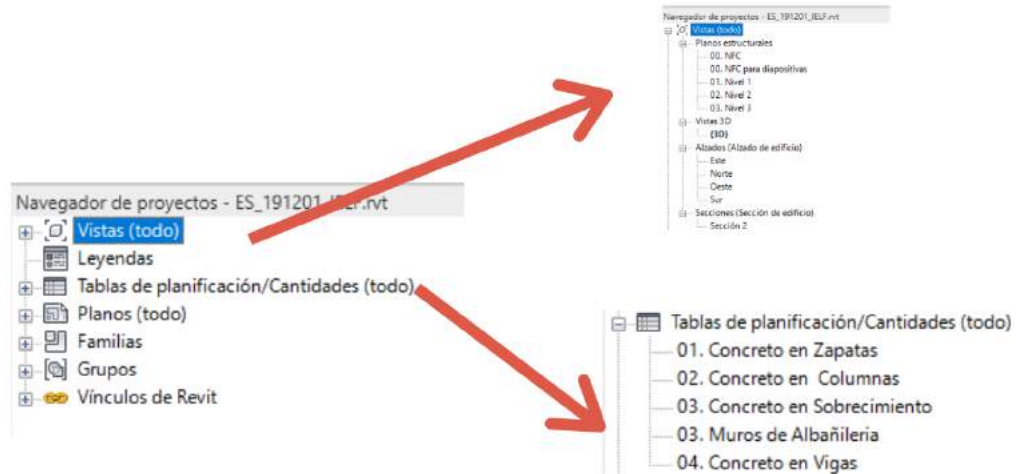 Navegador de proyectos - ES_191201_IELF.rvt
Vistas (todo)
Planos estructurales
00. NFC
00. NFC para diapositivas
01. Nivel 1
02. Nivel 2
03. Nivel 3
Vistas 3D
{3D}
Alzados (Alzado de edificio)
Este
Norte
Oeste
Sur
Secciones (Sección de edificio)
Sección 2
Navegador de proyectos - ES_191201_IELF.rvt
Vistas (todo)
Leyendas
Tablas de planificación/Cantidades (todo)
Planos (todo)
Familias
Grupos
Vínculos de Revit
Tablas de planificación/Cantidades (todo)
01. Concreto en Zapatas
02. Concreto en  Columnas
03. Concreto en Sobrecimiento
03. Muros de Albañileria
04. Concreto en Vigas